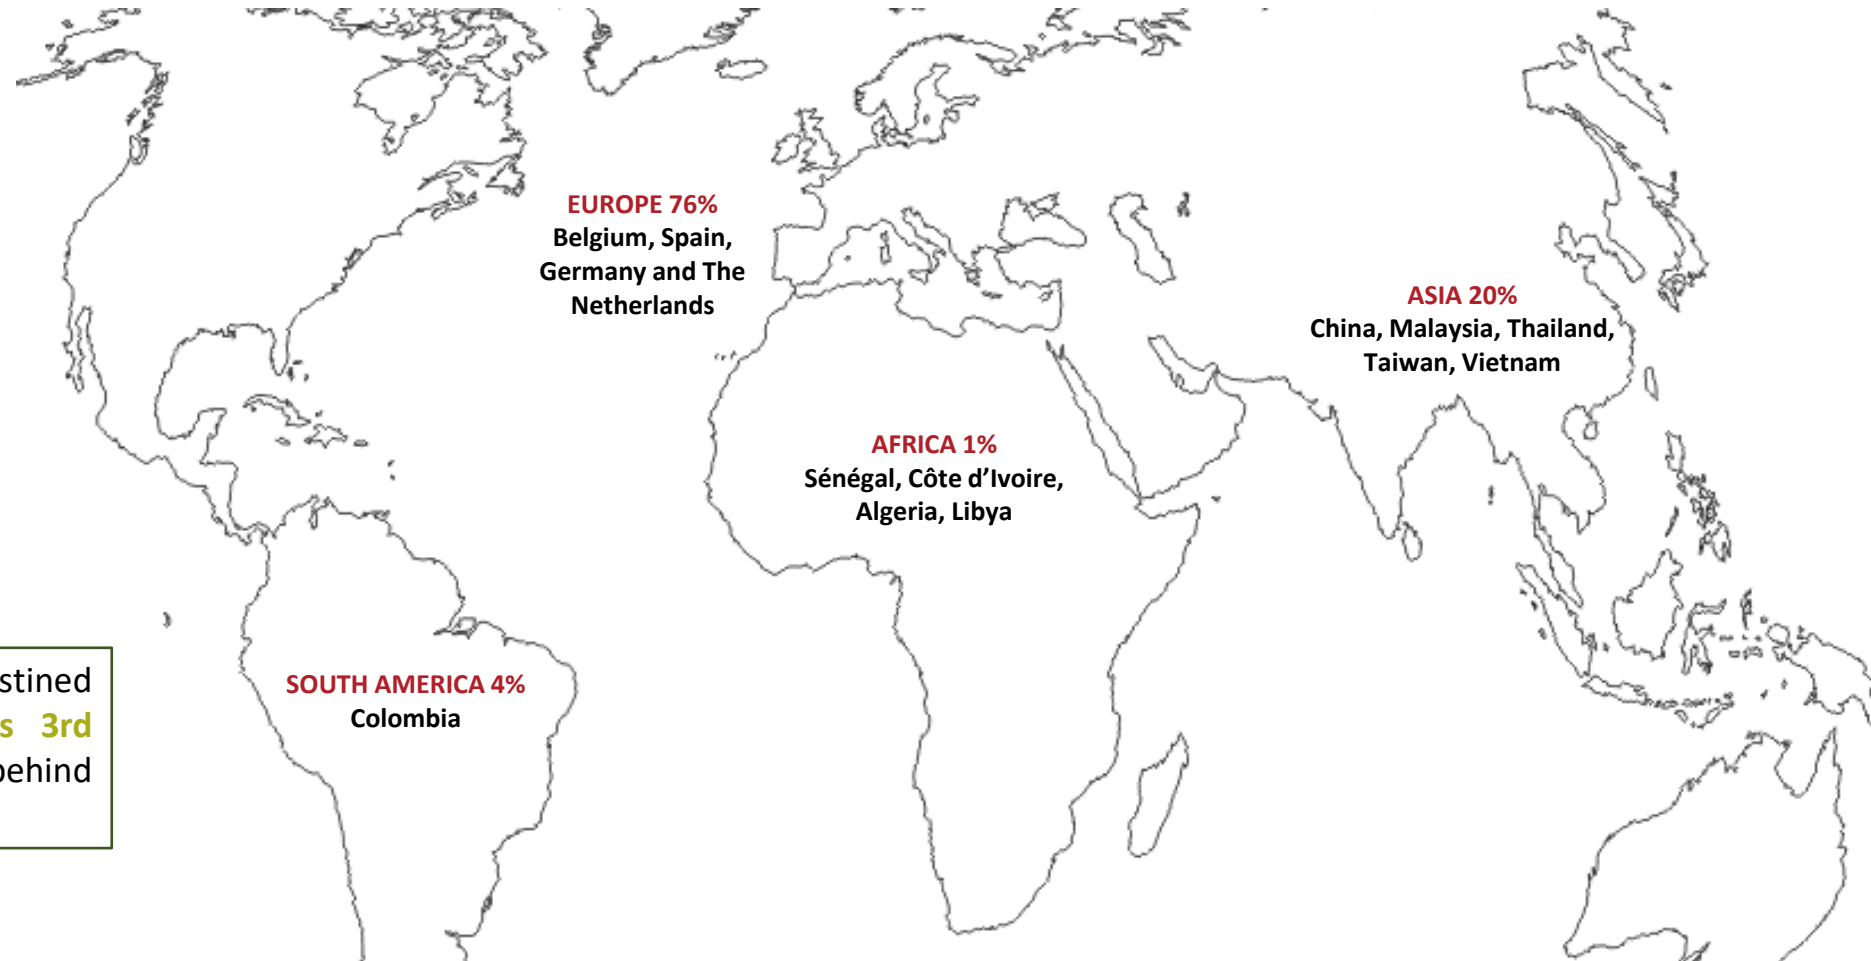 EUROPE 76%
Belgium, Spain,
Germany and The
Netherlands
ASIA 20%
China, Malaysia, Thailand,
Taiwan, Vietnam
AFRICA 1%
Sénégal, Côte d’Ivoire,
Algeria, Libya
SOUTH AMERICA 4%
Colombia
stined
s 3rd
behind